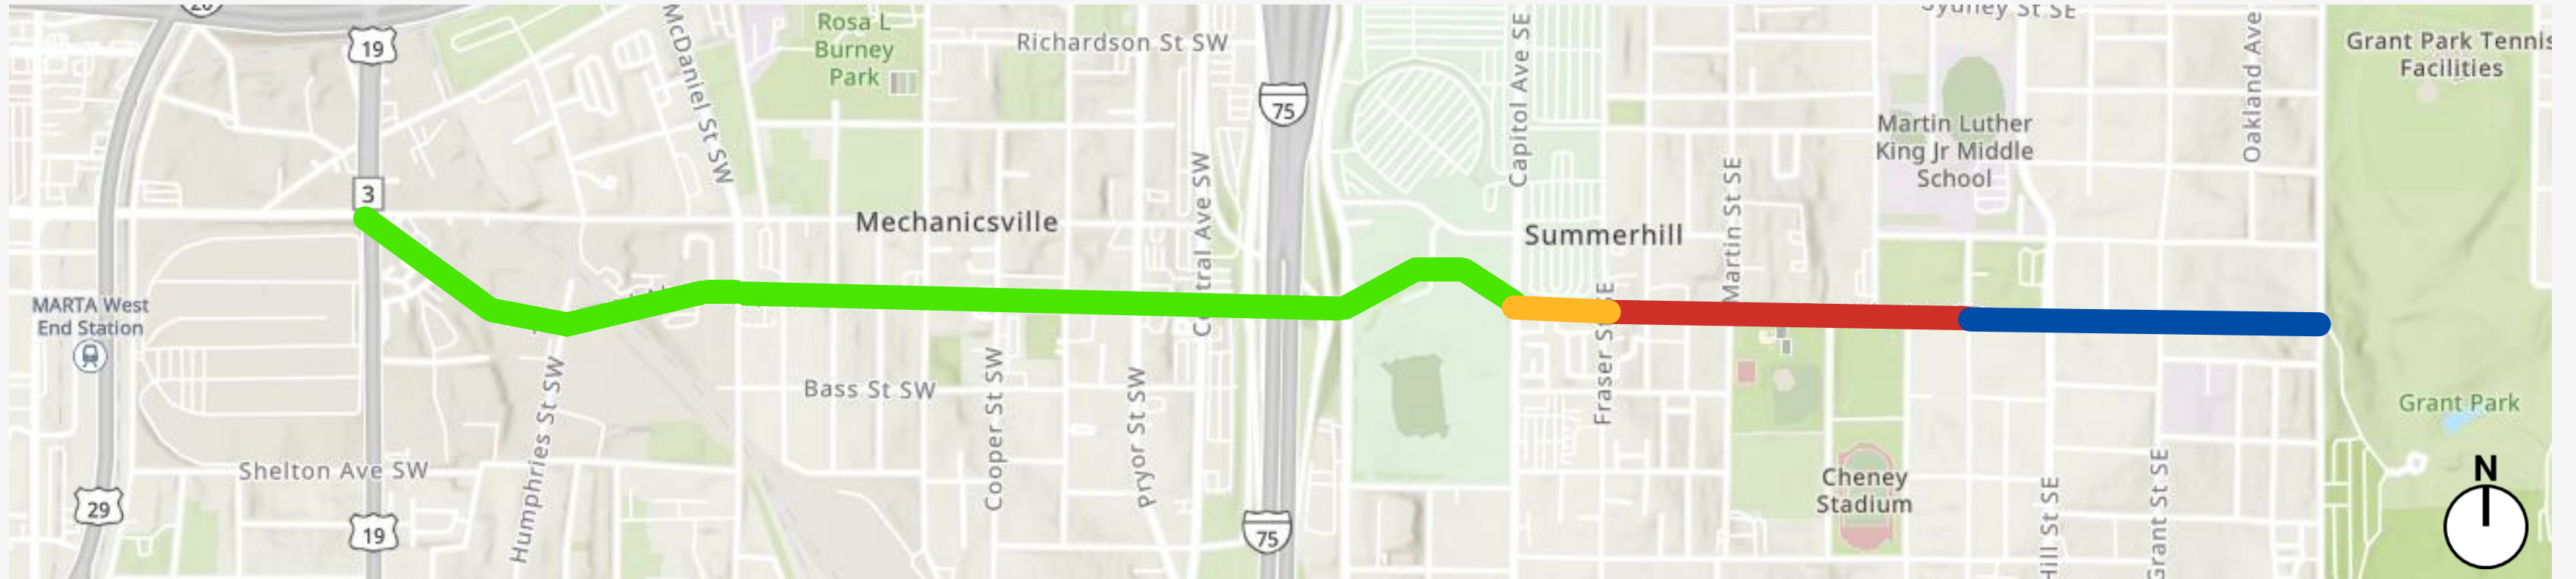 20
19
3
McDaniel St SW
Rosa L
Burney
Park
Richardson St SW
75
Capitol Ave SE
Sydney St SE
Oakland Ave
Grant Park Tennis
Facilities
Martin Luther
King Jr Middle
School
Martin St SE
Mechanicsville
Central Ave SW
Summerhill
MARTA West
End Station
Fraser St SE
Bass St SW
Cooper St SW
Pryor St SW
Humphries St SW
Shelton Ave SW
29
19
75
Cheney
Stadium
Hill St SE
Grant St SE
Grant Park
N